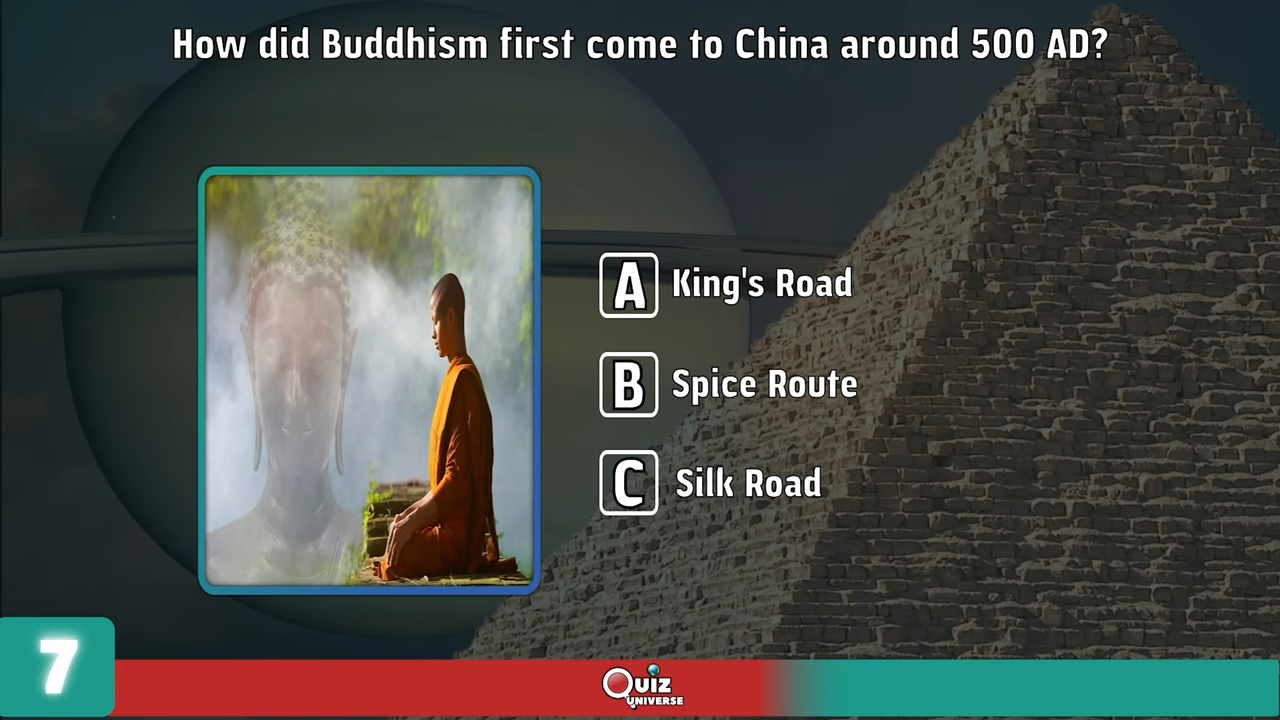 How did Buddhism first come to China around 500 AD?
A King's Road
B Spice Route
C Silk Road
7
QUIZ
UNIVERSE